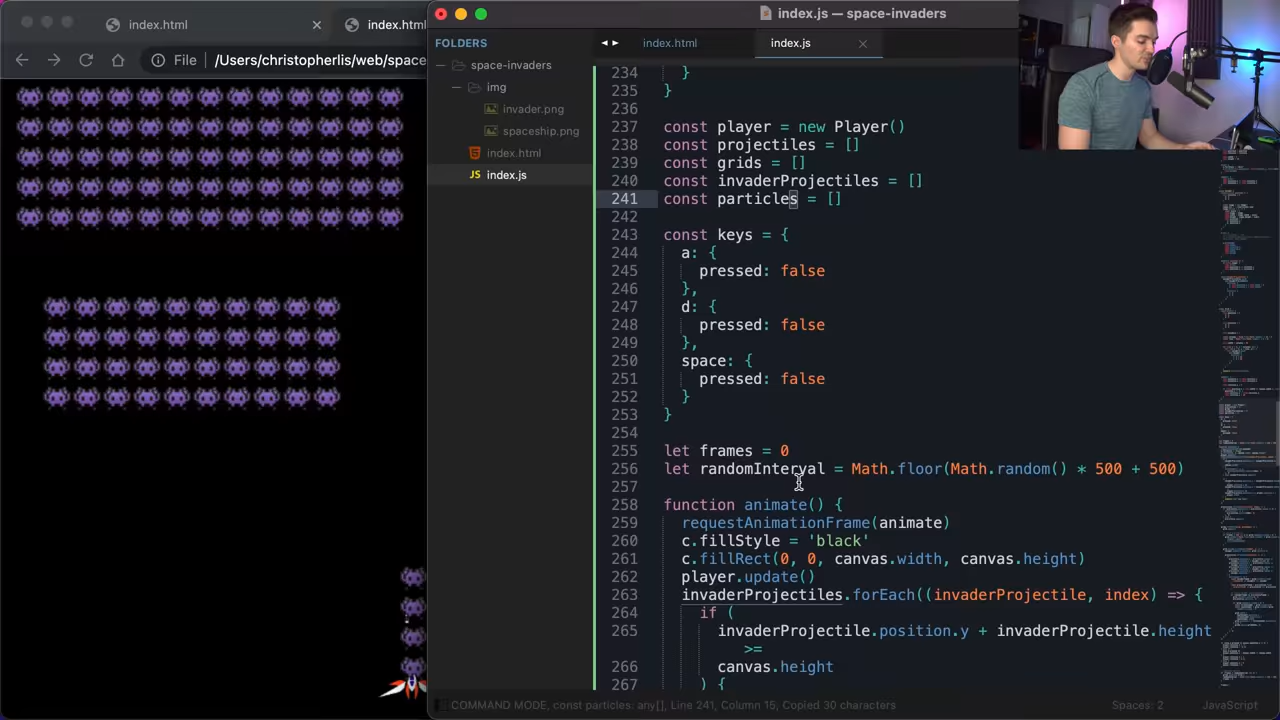 index.html
index.html
File
/Users/christopherlis/web/space
index.js — space-invaders
FOLDERS
space-invaders
img
invader.png
spaceship.png
index.html
JS index.js
index.html
index.js
234 }
235 }
236
237 const player = new Player()
238 const projectiles = []
239 const grids = []
240 const invaderProjectiles = []
241 const particles = []
242
243 const keys = {
244 a: {
245 pressed: false
246 },
247 d: {
248 pressed: false
249 },
250 space: {
251 pressed: false
252 }
253 }
254
255 let frames = 0
256 let randomInterval = Math.floor(Math.random() * 500 + 500)
257
258 function animate() {
259 requestAnimationFrame(animate)
260 c.fillStyle = 'black'
261 c.fillRect(0, 0, canvas.width, canvas.height)
262 player.update()
263 invaderProjectiles.forEach((invaderProjectile, index) => {
264 if (
265 invaderProjectile.position.y + invaderProjectile.height
>=
266 canvas.height
267 ) {
COMMAND MODE, const particles: any[], Line 241, Column 15, Copied 30 characters
Spaces: 2
JavaScript